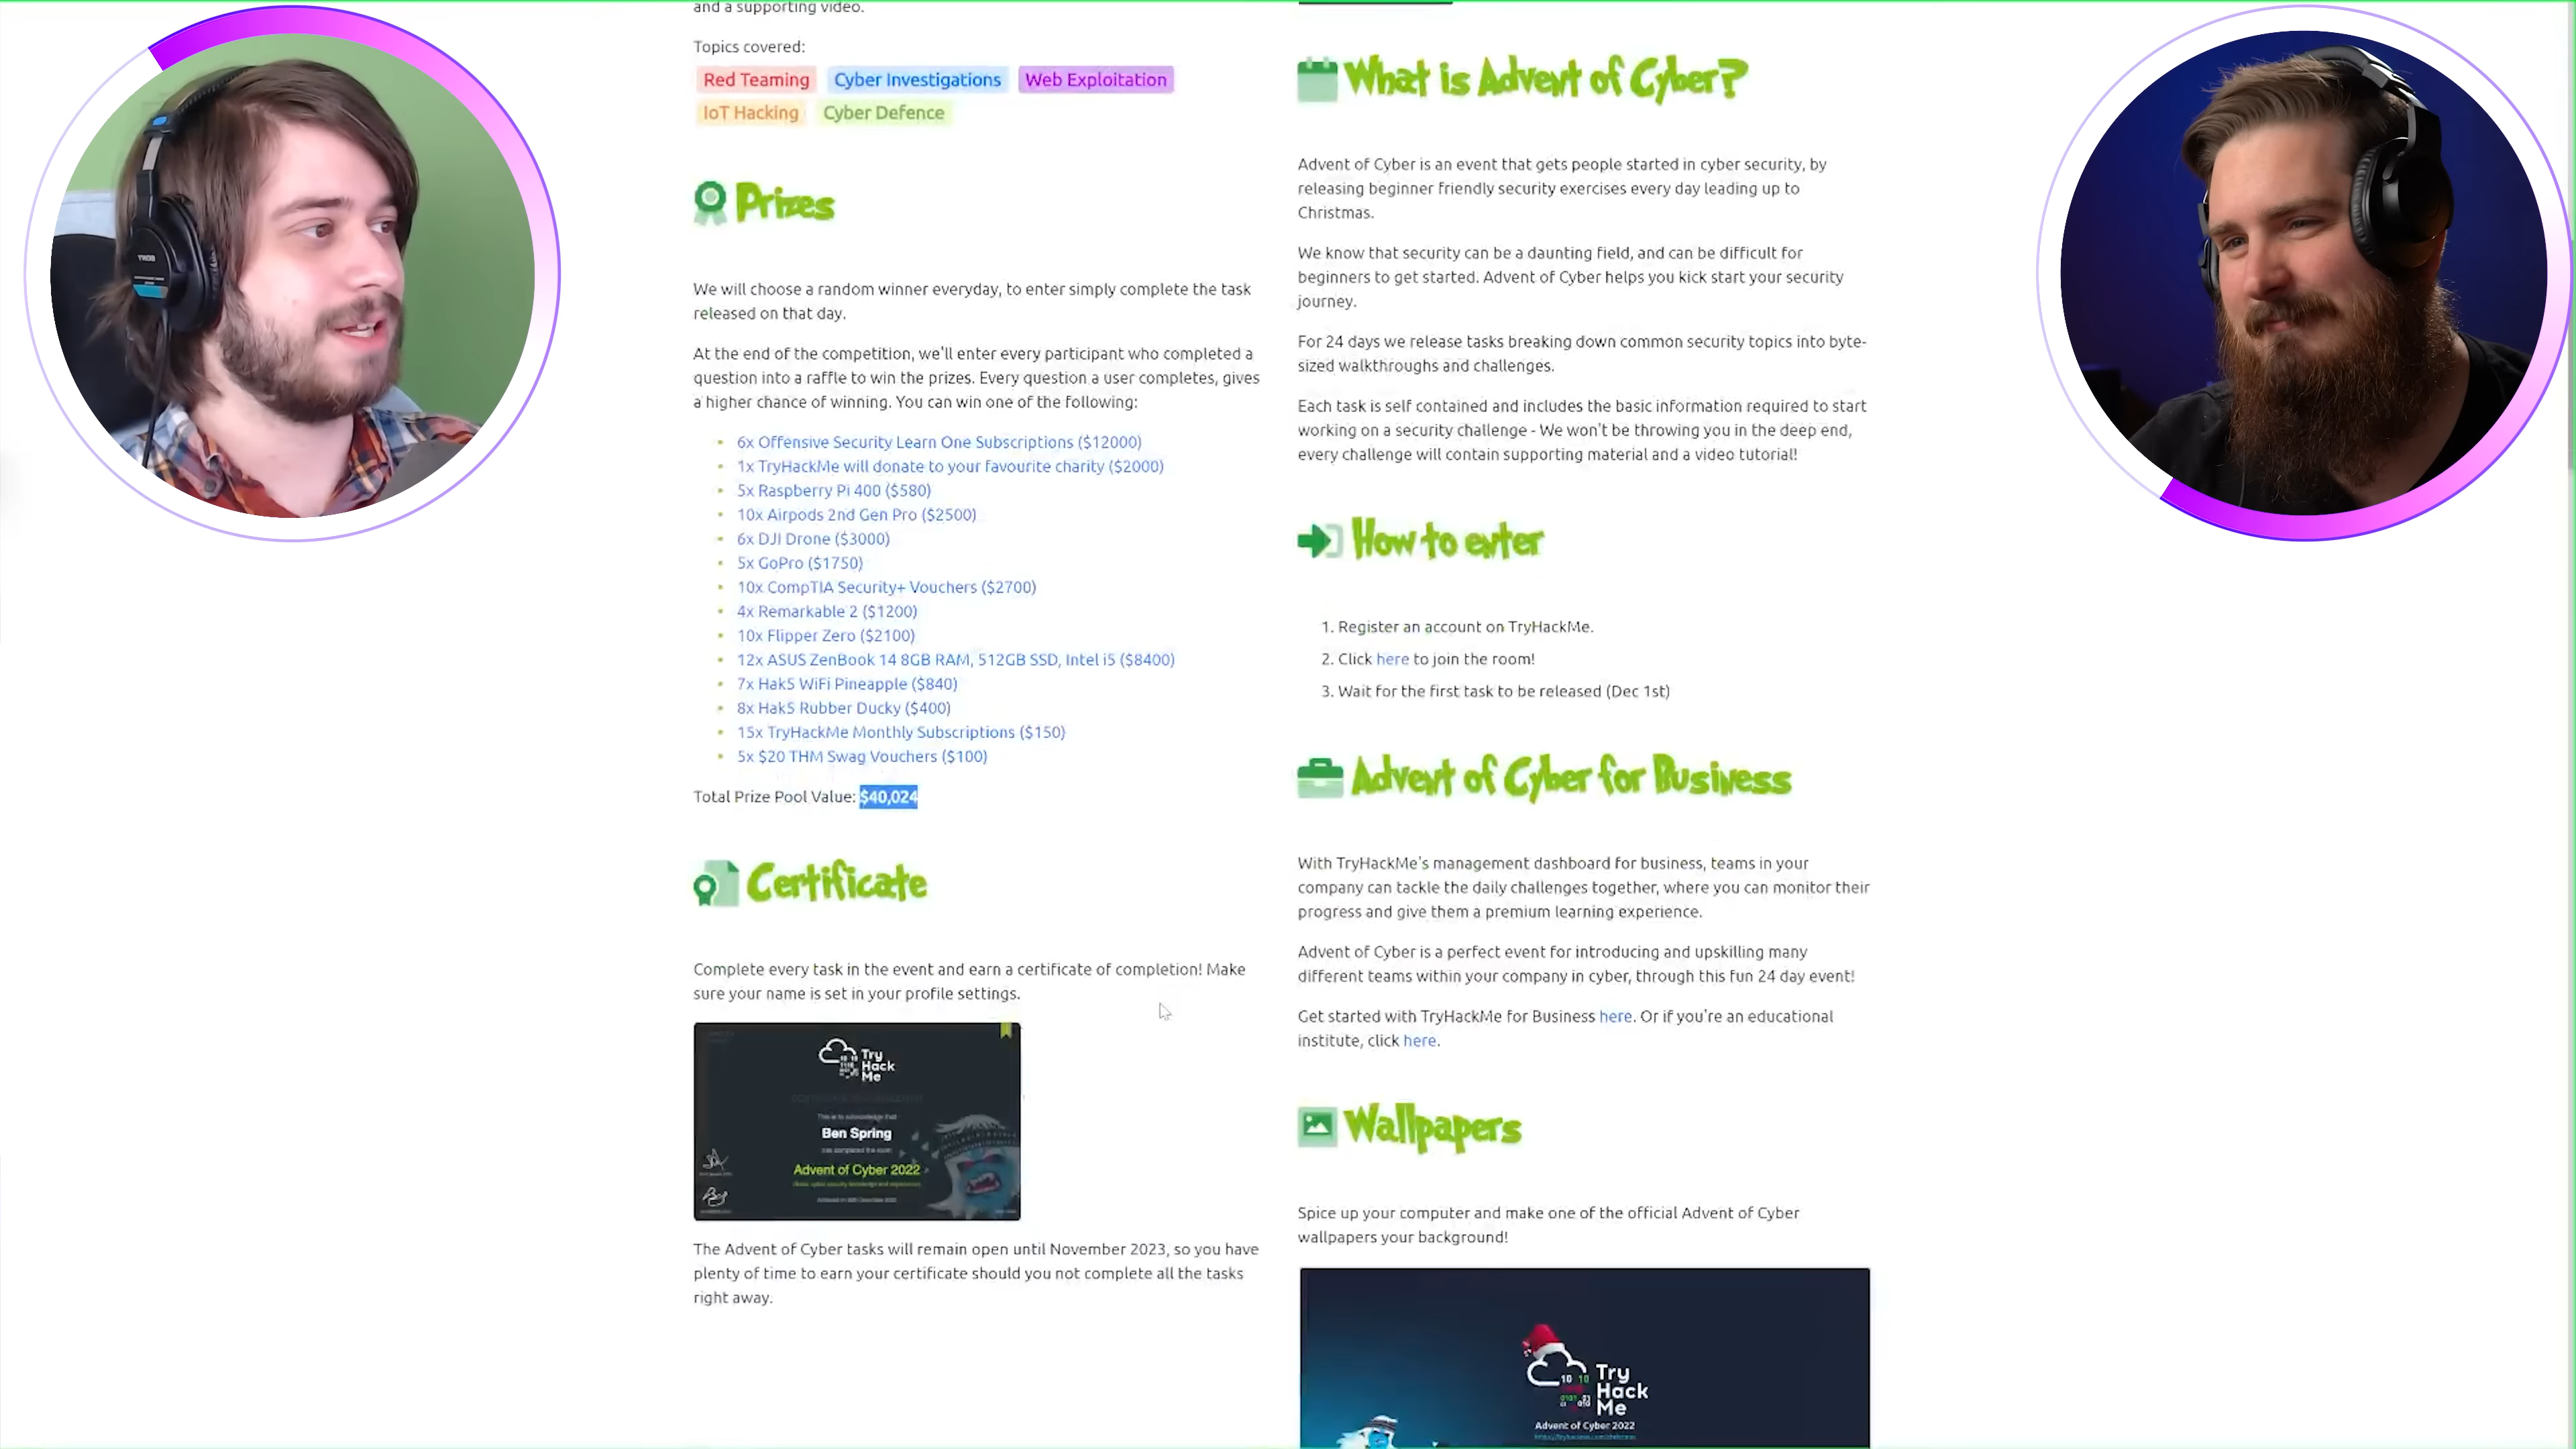 and a supporting video.
Topics covered:
Red Teaming Cyber Investigations Web Exploitation
IoT Hacking Cyber Defence
Prizes
We will choose a random winner everyday, to enter simply complete the task
released on that day.
At the end of the competition, we'll enter every participant who completed a
question into a raffle to win the prizes. Every question a user completes, gives
a higher chance of winning. You can win one of the following:
6x Offensive Security Learn One Subscriptions ($12000)
1x TryHackMe will donate to your favourite charity ($2000)
5x Raspberry Pi 400 ($580)
10x Airpods 2nd Gen Pro ($2500)
6x DJI Drone ($3000)
5x GoPro ($1750)
10x CompTIA Security+ Vouchers ($2700)
4x Remarkable 2 ($1200)
10x Flipper Zero ($2100)
12x ASUS ZenBook 14 8GB RAM, 512GB SSD, Intel i5 ($8400)
7x Hak5 WiFi Pineapple ($840)
8x Hak5 Rubber Ducky ($400)
15x TryHackMe Monthly Subscriptions ($150)
5x $20 THM Swag Vouchers ($100)
Total Prize Pool Value: $40,024
Certificate
Complete every task in the event and earn a certificate of completion! Make
sure your name is set in your profile settings.
Try
Hack
Me
This is to acknowledge that
Ben Spring
has completed the room
Advent of Cyber 2022
The Advent of Cyber tasks will remain open until November 2023, so you have
plenty of time to earn your certificate should you not complete all the tasks
right away.
What is Advent of Cyber?
Advent of Cyber is an event that gets people started in cyber security, by
releasing beginner friendly security exercises every day leading up to
Christmas.
We know that security can be a daunting field, and can be difficult for
beginners to get started. Advent of Cyber helps you kick start your security
journey.
For 24 days we release tasks breaking down common security topics into byte-
sized walkthroughs and challenges.
Each task is self contained and includes the basic information required to start
working on a security challenge - We won't be throwing you in the deep end,
every challenge will contain supporting material and a video tutorial!
How to enter
1. Register an account on TryHackMe.
2. Click here to join the room!
3. Wait for the first task to be released (Dec 1st)
Advent of Cyber for Business
With TryHackMe's management dashboard for business, teams in your
company can tackle the daily challenges together, where you can monitor their
progress and give them a premium learning experience.
Advent of Cyber is a perfect event for introducing and upskilling many
different teams within your company in cyber, through this fun 24 day event!
Get started with TryHackMe for Business here. Or if you're an educational
institute, click here.
Wallpapers
Spice up your computer and make one of the official Advent of Cyber
wallpapers your background!
Try
Hack
Me
Advent of Cyber 2022
SONY